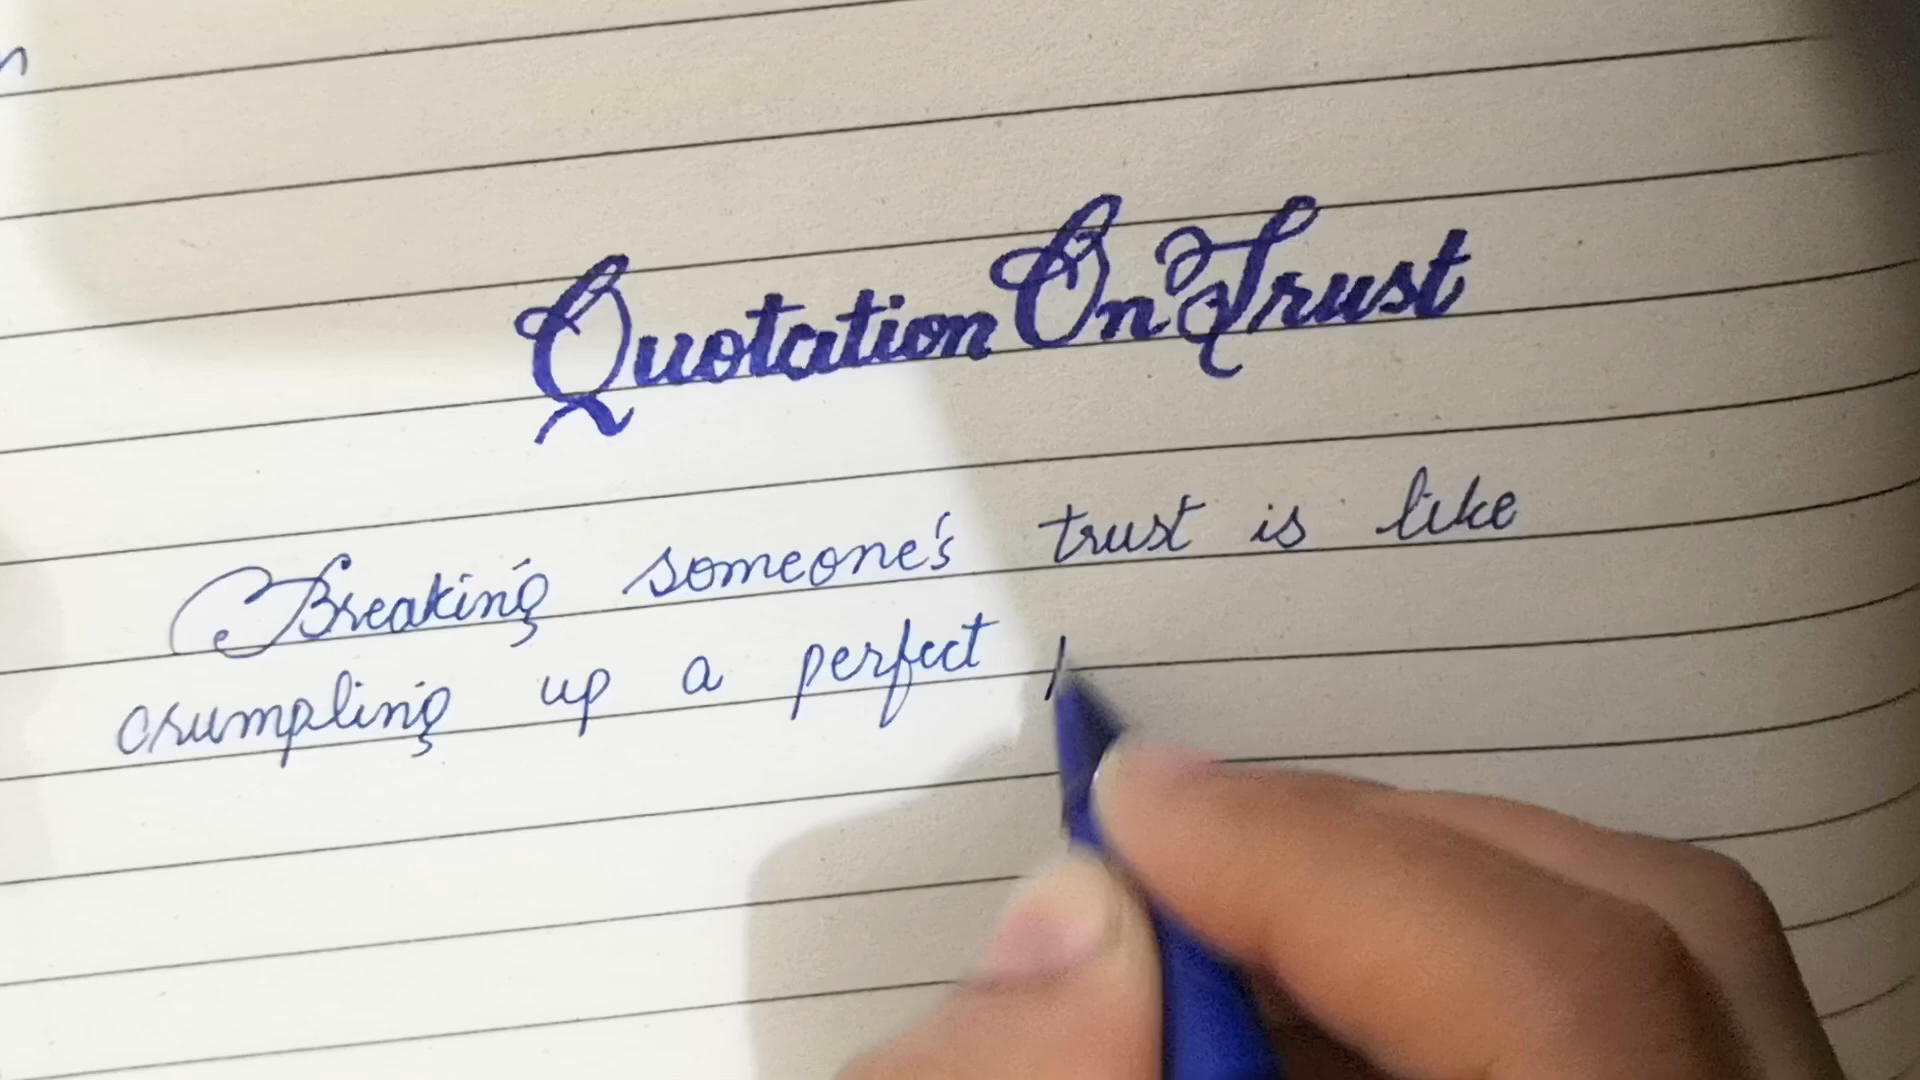 Quotation On Trust
Breaking someone's trust is like
crumpling up a perfect